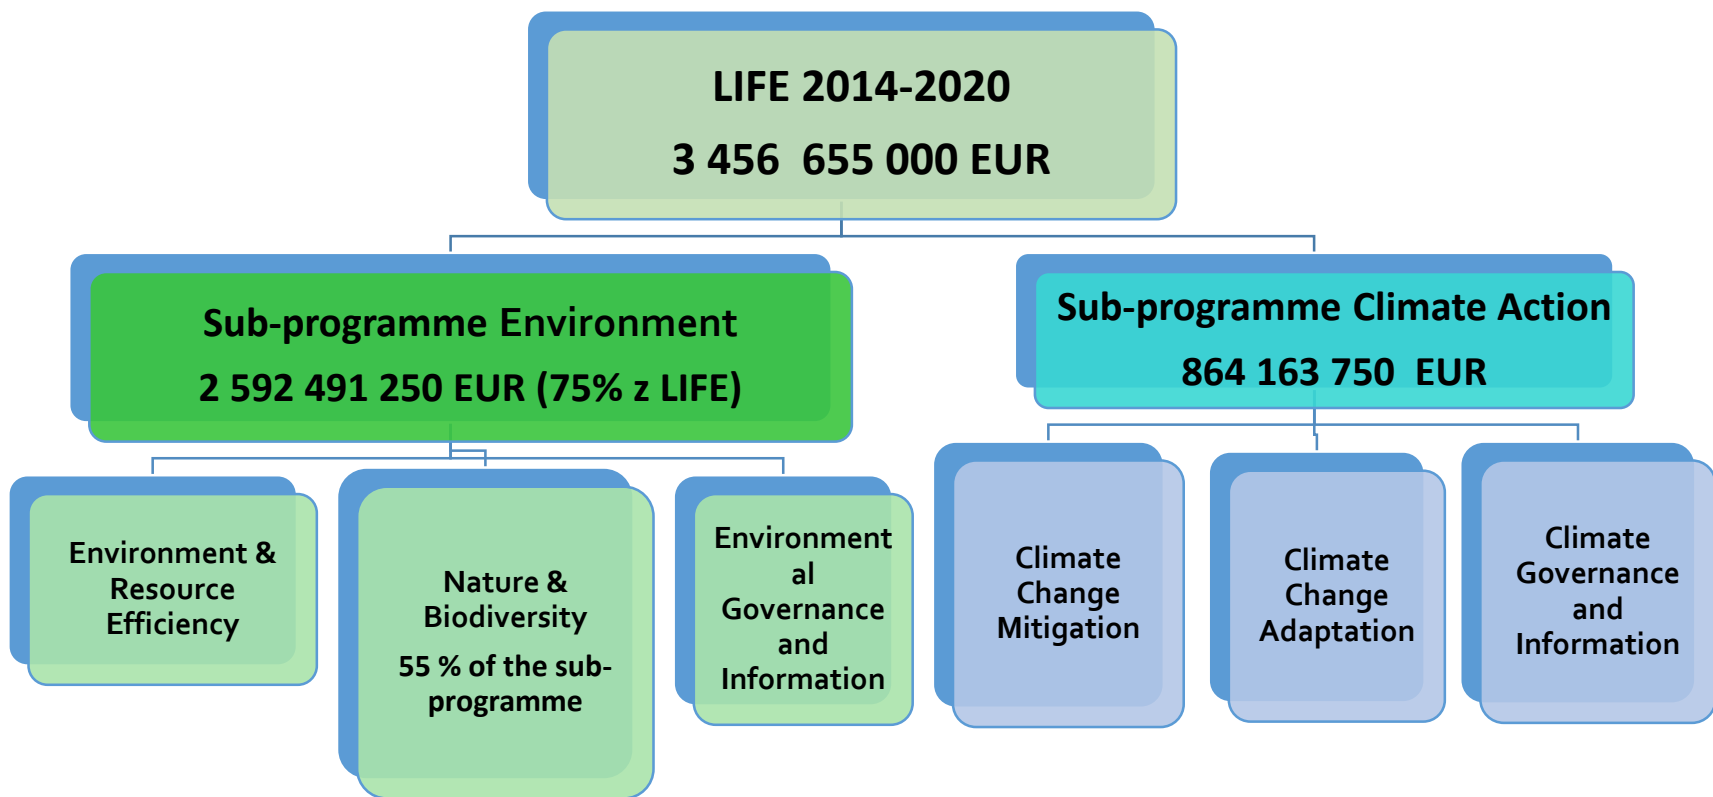 LIFE 2014-2020
3 456  655 000 EUR
Sub-programme Environment
2 592 491 250 EUR (75% z LIFE)
Sub-programme Climate Action
864 163 750  EUR
Environment &
Resource
Efficiency
Nature &
Biodiversity
55 % of the sub-
programme
Environment
al
Governance
and
Information
Climate
Change
Mitigation
Climate
Change
Adaptation
Climate
Governance
and
Information